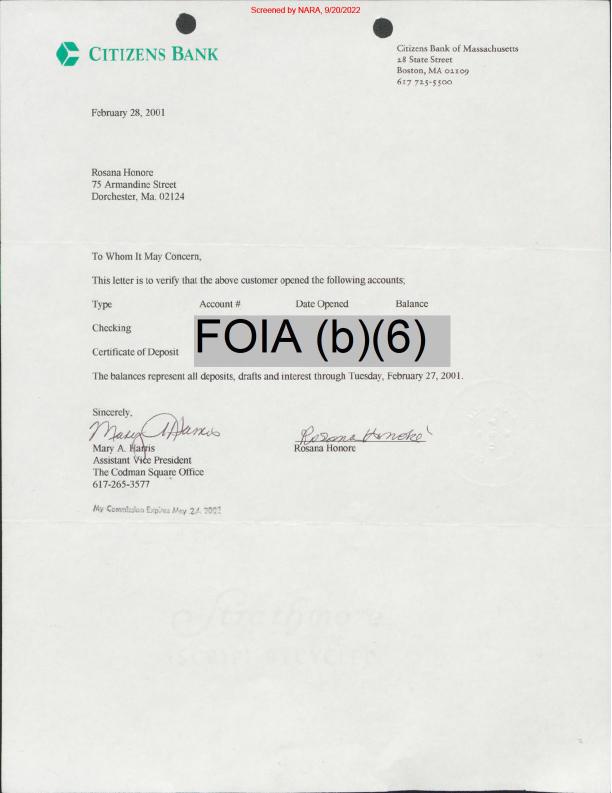 Screened by NARA, 9/20/2022
CITIZENS BANK
Citizens Bank of Massachusetts
28 State Street
Boston, MA 02109
617 725-5500
February 28, 2001
Rosana Honore
75 Armandine Street
Dorchester, Ma. 02124
To Whom It May Concern,
This letter is to verify that the above customer opened the following accounts;
Type Account # Date Opened Balance
Checking
FOIA (b)(6)
Certificate of Deposit
The balances represent all deposits, drafts and interest through Tuesday, February 27, 2001.
Sincerely,
Mary A Harris Rosana Honore
Mary A. Harris Rosana Honore
Assistant Vice President
The Codman Square Office
617-265-3577
My Commission Expires May 24, 2002
Strathmore
SCRIPT RECYCLED